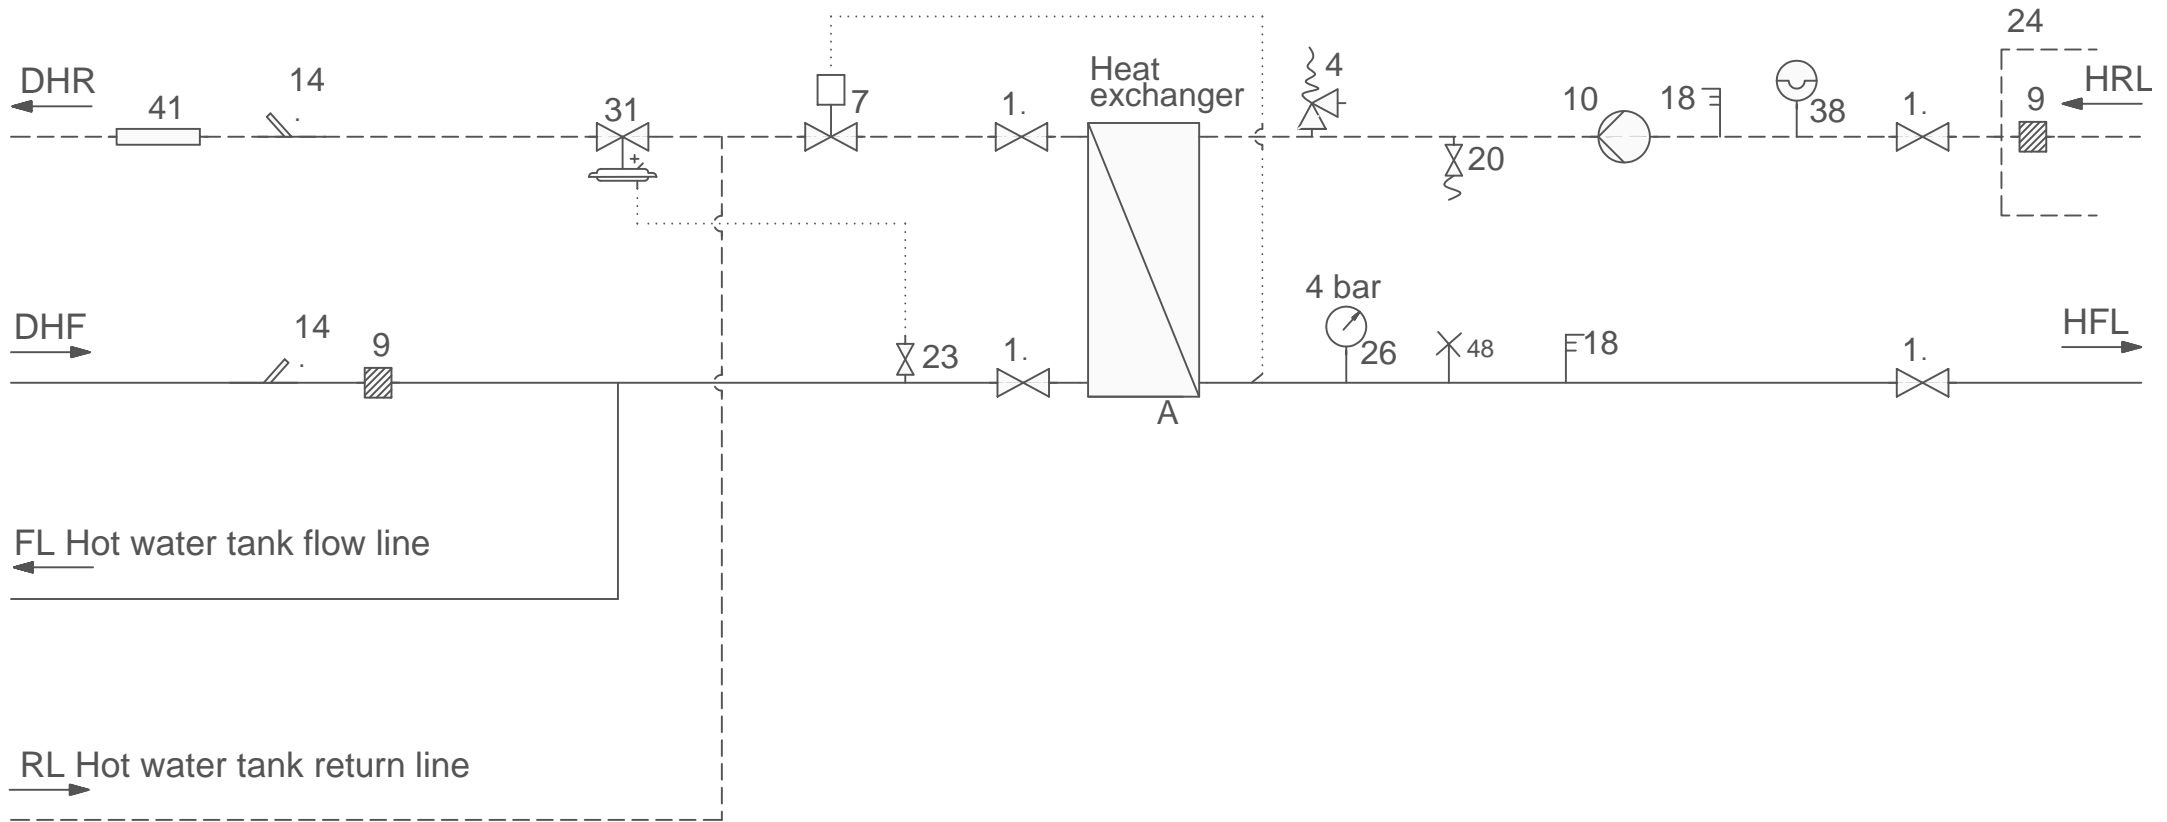 24
DHR
14
41
31
7
1.
Heat
exchanger
4
10
18
38
1.
9
HRL
20
DHF
14
9
23
1.
A
4 bar
26
48
18
1.
HFL
FL Hot water tank flow line
RL Hot water tank return line